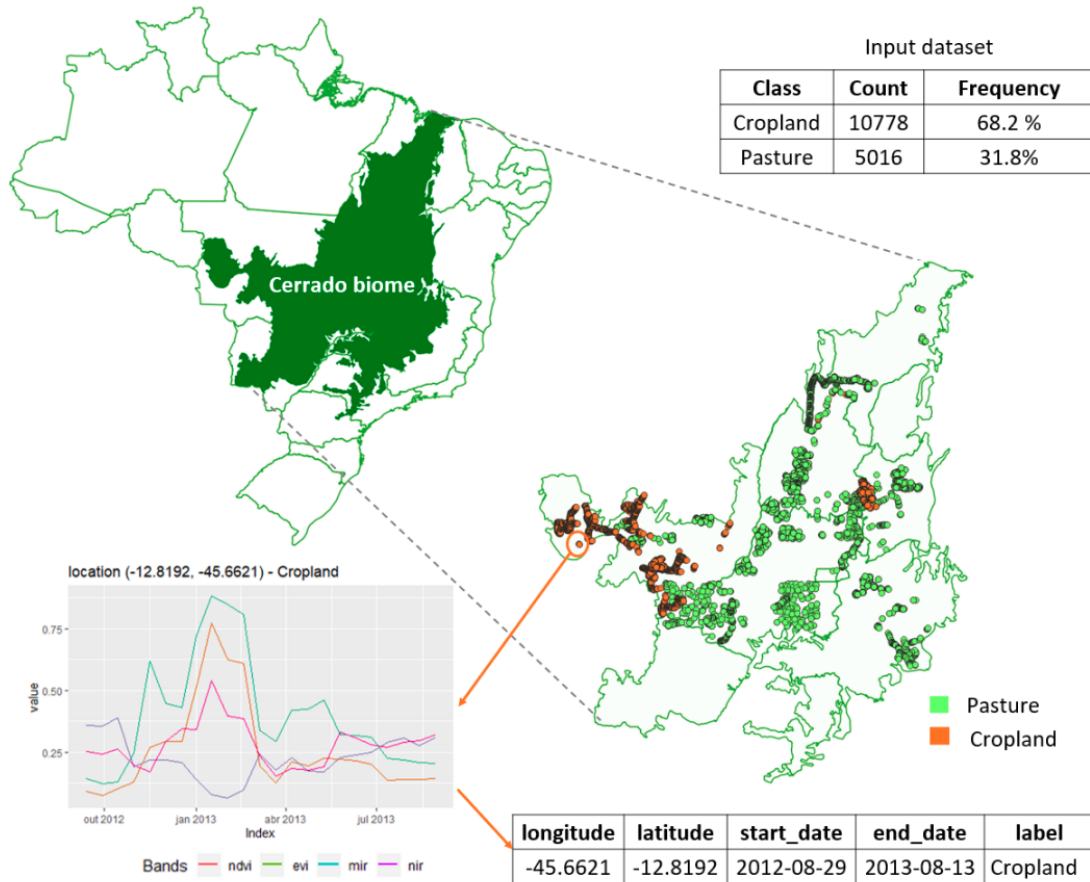 Input dataset
Class Count Frequency
Cropland 10778 68.2 %
Pasture 5016 31.8%
Cerrado biome
location (-12.8192, -45.6621) - Cropland
0.75
0.50
0.25
value
out 2012 jan 2013 abr 2013 jul 2013
Index
Bands ndvi evi mir nir
Pasture
Cropland
longitude latitude start_date end_date label
-45.6621 -12.8192 2012-08-29 2013-08-13 Cropland